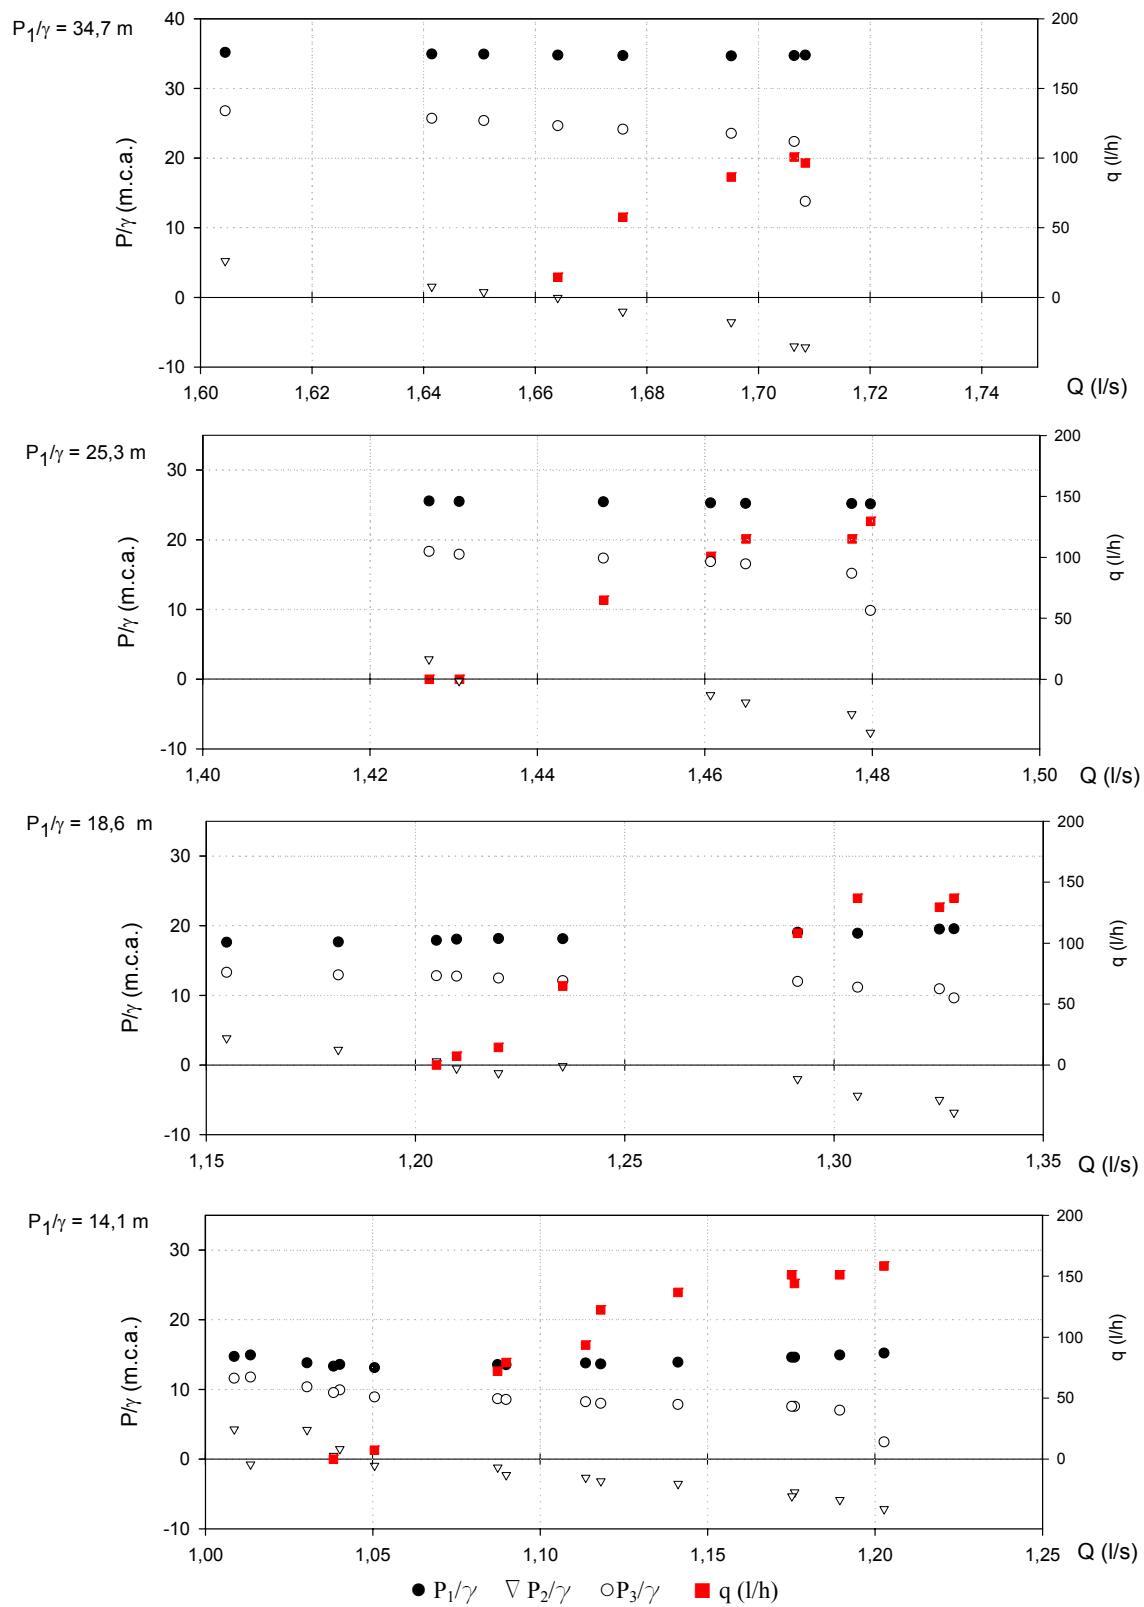 P1/γ = 34,7 m
40
30
20
10
0
-10
P/γ (m.c.a.)
200
150
100
50
0
q (l/h)
1,60 1,62 1,64 1,66 1,68 1,70 1,72 1,74 Q (l/s)
P1/γ = 25,3 m
30
20
10
0
-10
P/γ (m.c.a.)
200
150
100
50
0
q (l/h)
1,40 1,42 1,44 1,46 1,48 1,50 Q (l/s)
P1/γ = 18,6 m
30
20
10
0
-10
P/γ (m.c.a.)
200
150
100
50
0
q (l/h)
1,15 1,20 1,25 1,30 1,35 Q (l/s)
P1/γ = 14,1 m
30
20
10
0
-10
P/γ (m.c.a.)
200
150
100
50
0
q (l/h)
1,00 1,05 1,10 1,15 1,20 1,25 Q (l/s)
P1/γ P2/γ P3/γ q (l/h)